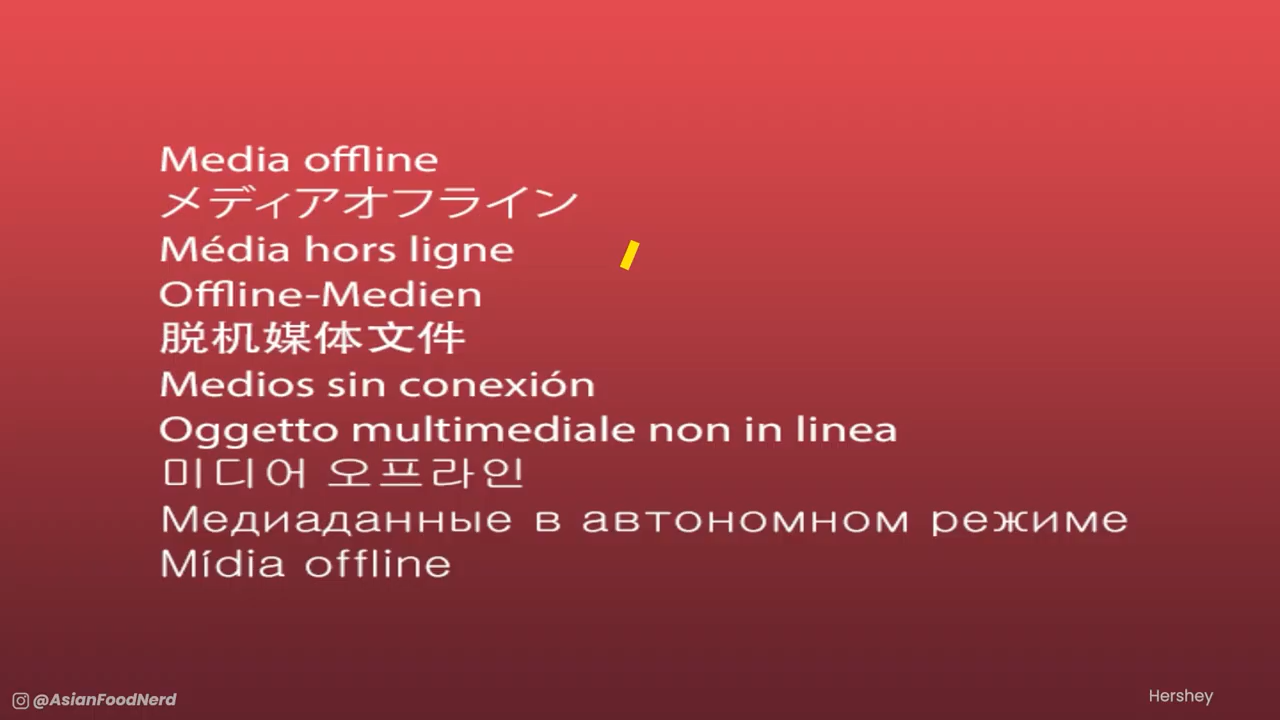 Media offline
メディアオフライン
Média hors ligne
Offline-Medien
脱机媒体文件
Medios sin conexión
Oggetto multimediale non in linea
미디어 오프라인
Медиаданные в автономном режиме
Mídia offline
@AsianFoodNerd
Hershey